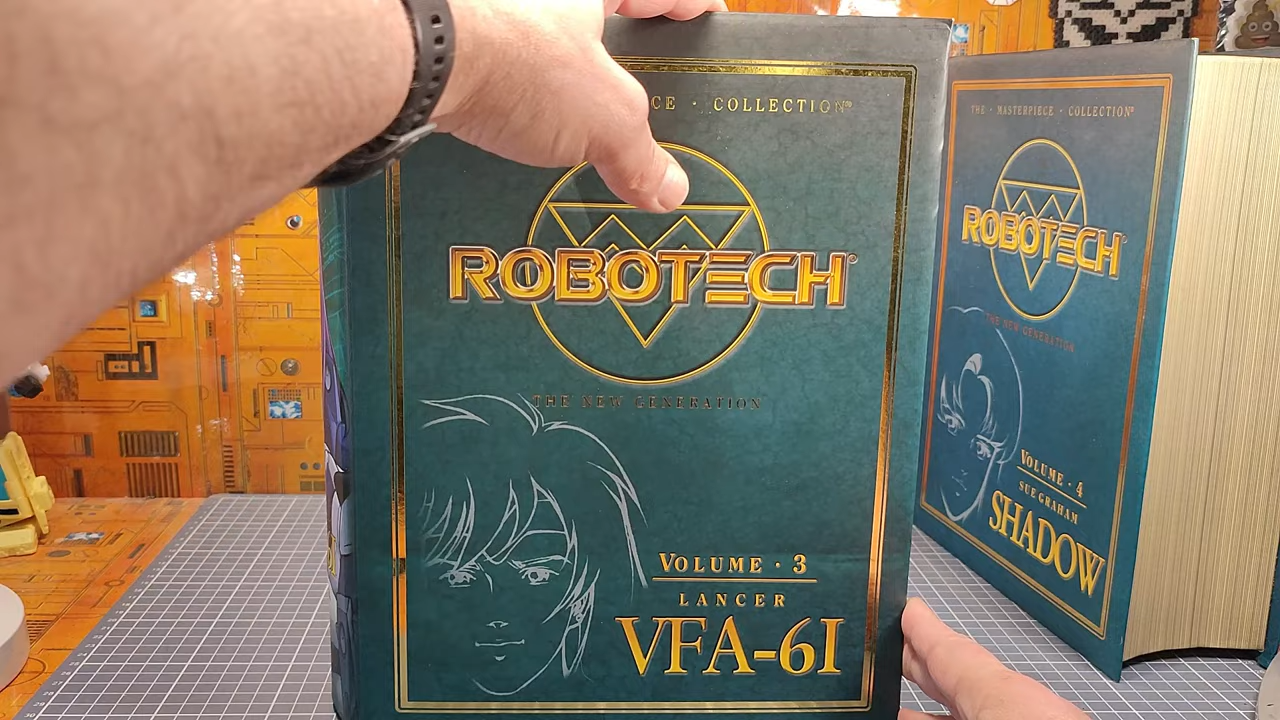 CE · COLLECTION
ROBOTECH®
THE NEW GENERATION
VOLUME · 3
LANCER
VFA-6I
THE · MASTERPIECE · COLLECTION
ROBOTECH
THE NEW GENERATION
VOLUME · 4
SUE GRAHAM
SHADOW